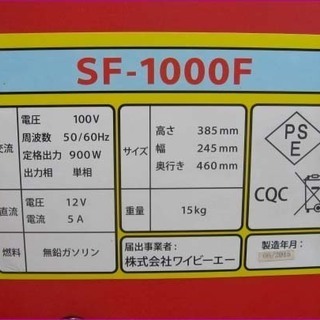 SF-1000F
交流
電圧 100V
周波数 50/60Hz
定格出力 900W
出力相 単相
直流
電圧 12V
電流 5A
燃料 無鉛ガソリン
サイズ
高さ 385mm
幅 245mm
奥行き 460mm
重量 15kg
届出事業者:
株式会社ワイビーエー
PS
E
CQC
製造年月: